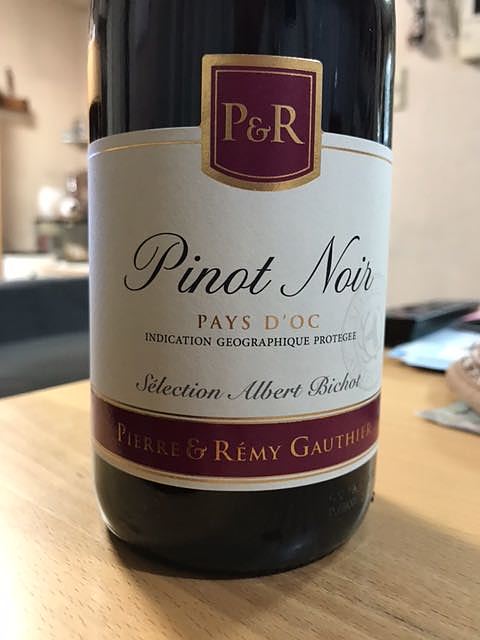 P&R
Pinot Noir
PAYS D'OC
INDICATION GEOGRAPHIQUE PROTEGEE
Sélection Albert Bichot
PIERRE & RÉMY GAUTHIER